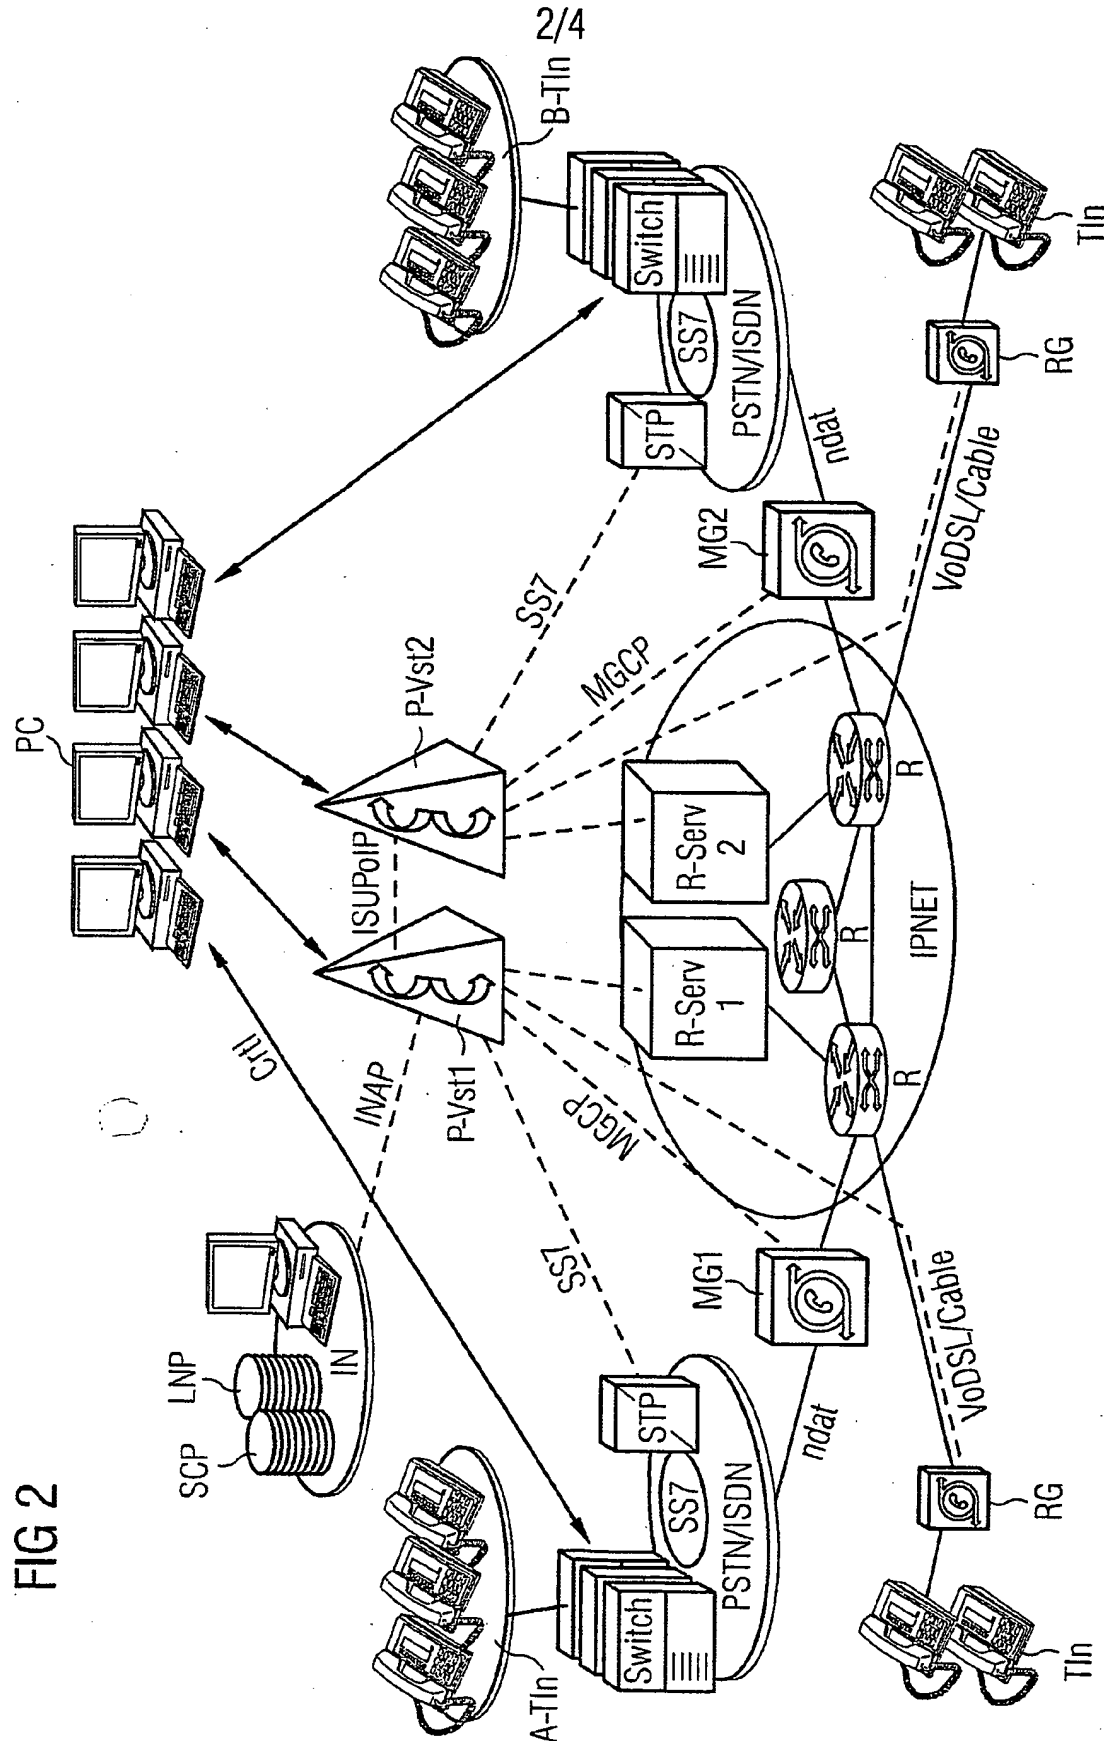 2/4
FIG 2
PC
SCP
LNP
IN
Crtl
INAP
ISUPoIP
P-Vst1
P-Vst2
A-Tln
B-Tln
Switch
Switch
SS7
SS7
STP
STP
PSTN/ISDN
PSTN/ISDN
SS7
SS7
MGCP
MGCP
MG1
MG2
ndat
ndat
R-Serv
1
R-Serv
2
R
R
R
IPNET
VoDSL/Cable
VoDSL/Cable
RG
RG
Tln
Tln